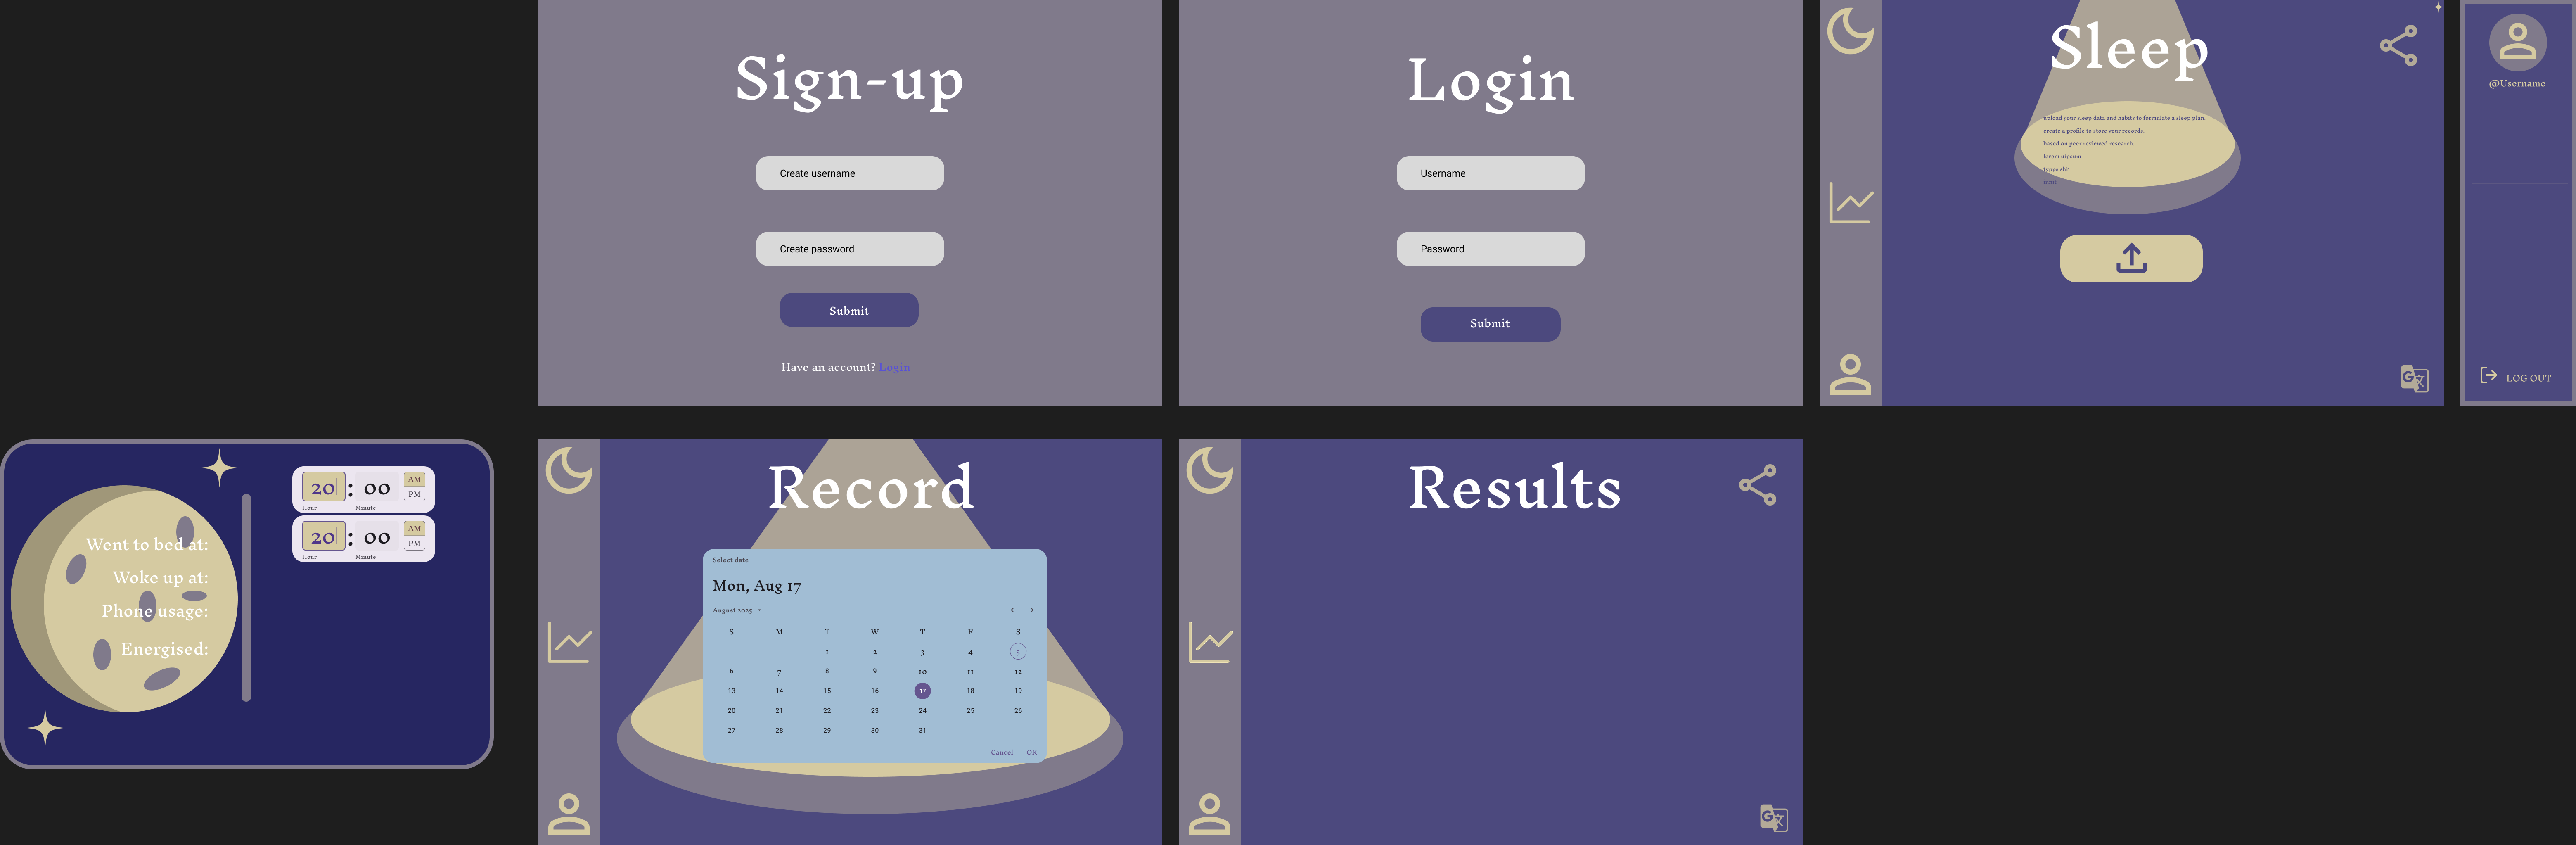 Sign-up
Create username
Create password
Submit
Have an account? Login
Login
Username
Password
Submit
Sleep
upload your sleep data and habits to formulate a sleep plan.
create a profile to store your records.
based on peer reviewed research.
lorem uipsum
typye shit
@Username
LOG OUT
Went to bed at:
Woke up at:
Phone usage:
Energised:
20 : 00 AM
PM
Hour Minute
20 : 00 AM
PM
Hour Minute
Record
Select date
Mon, Aug 17
August 2025
S M T W T F S
1 2 3 4 5
6 7 8 9 10 11 12
13 14 15 16 17 18 19
20 21 22 23 24 25 26
27 28 29 30 31
Cancel OK
Results
G 文